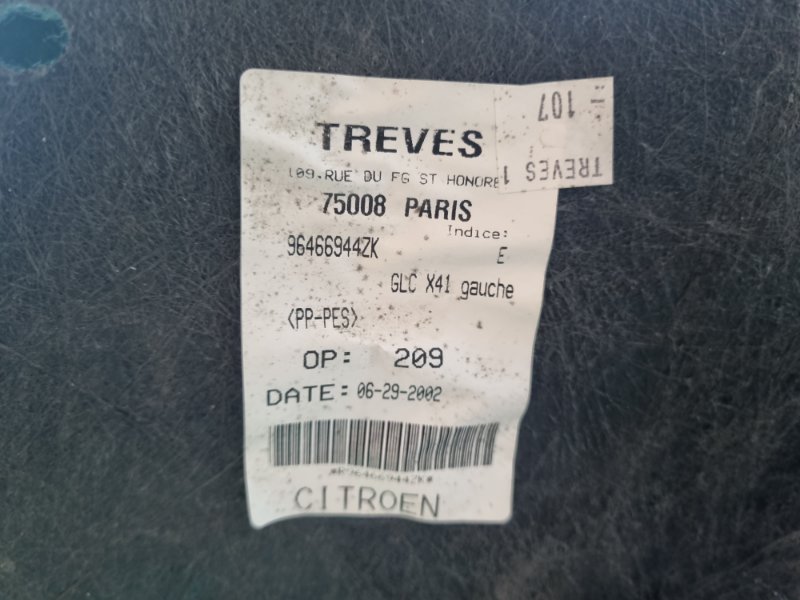 TREVES
109.RUE DU FG ST HONORE
75008 PARIS
Indice:
96466944ZK E
GLC X41 gauche
<PP-PES>
OP: 209
DATE: 06-29-2002
*R96466944ZK*
CITROEN
TREVES 1
= 107